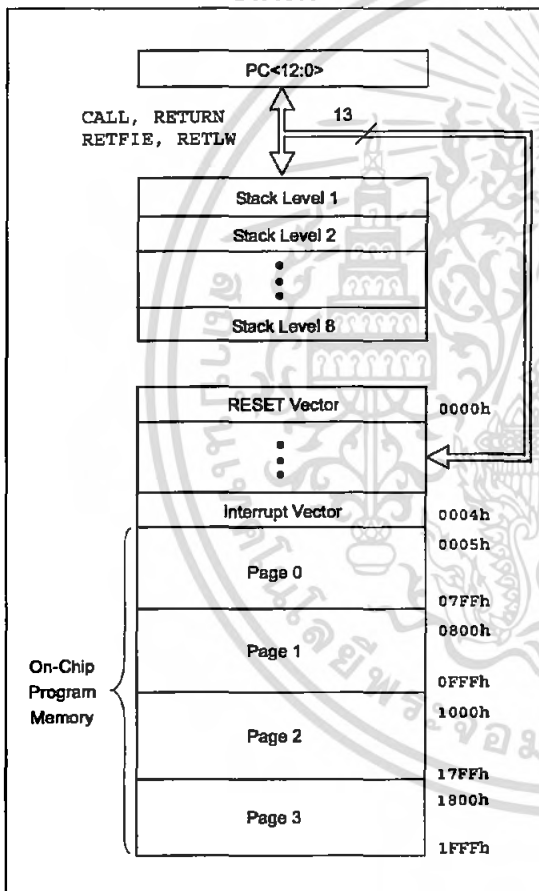 PC<12:0>
CALL, RETURN
RETFIE, RETLW
13
Stack Level 1
Stack Level 2
Stack Level 8
RESET Vector
0000h
Interrupt Vector
0004h
0005h
Page 0
07FFh
0800h
Page 1
On-Chip
Program
Memory
0FFFh
1000h
Page 2
17FFh
1800h
Page 3
1FFFh